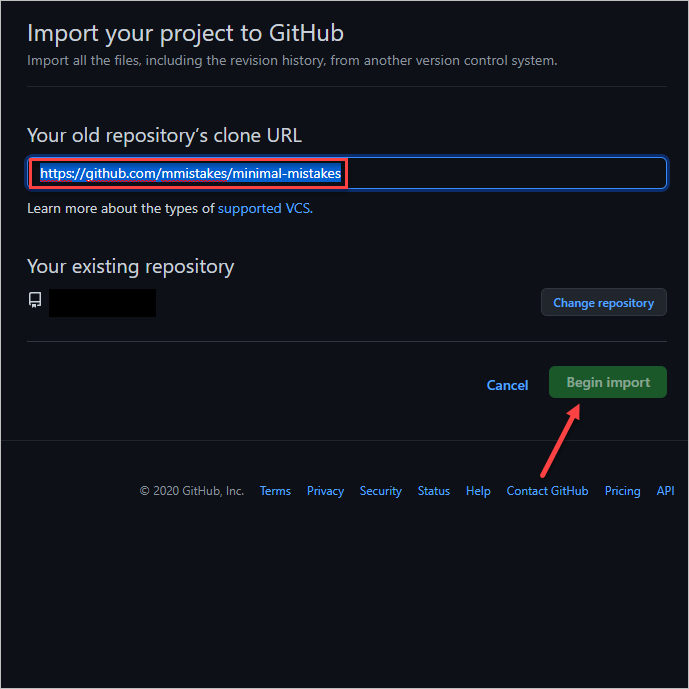 Import your project to GitHub
Import all the files, including the revision history, from another version control system.
Your old repository's clone URL
https://github.com/mmistakes/minimal-mistakes
Learn more about the types of supported VCS.
Your existing repository
Change repository
Cancel Begin import
© 2020 GitHub, Inc. Terms Privacy Security Status Help Contact GitHub Pricing API